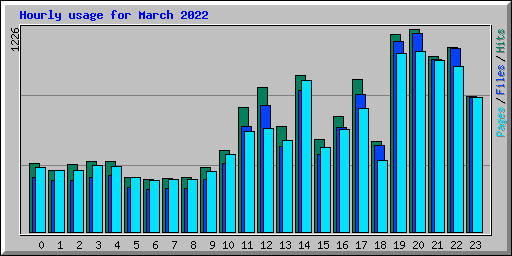 Hourly usage for March 2022
1226
Pages / Files / Hits
0 1 2 3 4 5 6 7 8 9 10 11 12 13 14 15 16 17 18 19 20 21 22 23